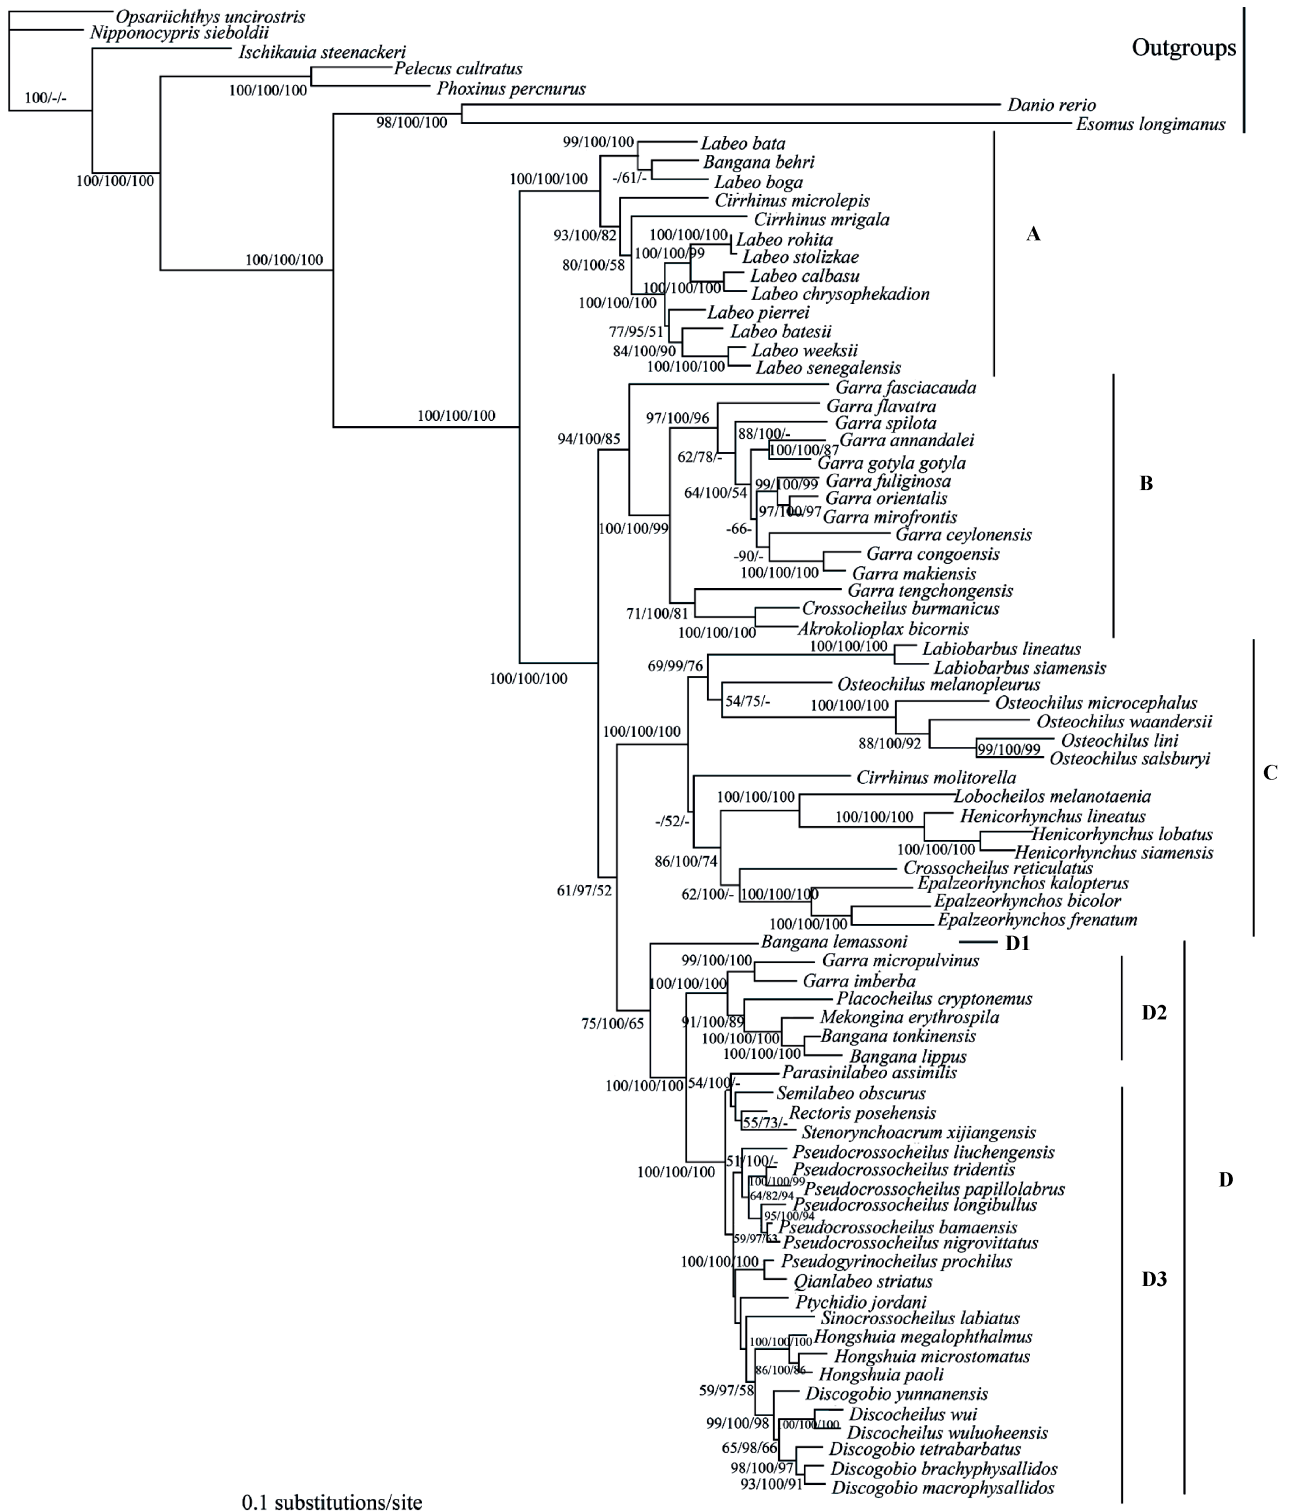 Opsariichthys uncirostris
Nipponocypris sieboldii
Ischikauia steenackeri
Outgroups
Pelecus cultratus
100/100/100
Phoxinus percnurus
100/-/-
Danio rerio
98/100/100
Esomus longimanus
99/100/100
Labeo bata
Bangana behri
100/100/100
100/100/100
-/61/-
Labeo boga
Cirrhinus microlepis
Cirrhinus mrigala
93/100/82
100/100/100
Labeo rohita
A
100/100/99
Labeo stolizkae
100/100/100
80/100/58
Labeo calbasu
100/100/100
Labeo chrysophekadion
100/100/100
Labeo pierrei
77/95/51
Labeo batesii
84/100/90
Labeo weeksii
100/100/100
Labeo senegalensis
Garra fasciacauda
100/100/100
97/100/96
Garra flavatra
Garra spilota
94/100/85
88/100/-
Garra annandalei
100/100/87
62/78/-
Garra gotyla gotyla
99/100/99
Garra fuliginosa
B
64/100/54
Garra orientalis
97/100/97
Garra mirofrontis
100/100/99
-66-
Garra ceylonensis
-90/-
Garra congoensis
100/100/100
Garra makiensis
Garra tengchongensis
71/100/81
Crossocheilus burmanicus
100/100/100
Akrokolioplax bicornis
100/100/100
Labiobarbus lineatus
69/99/76
Labiobarbus siamensis
100/100/100
Osteochilus melanopleurus
54/75/-
100/100/100
Osteochilus microcephalus
Osteochilus waandersii
100/100/100
88/100/92
Osteochilus lini
99/100/99
Osteochilus salsburyi
C
Cirrhinus molitorella
100/100/100
Lobocheilos melanotaenia
-/52/-
100/100/100
Henicorhynchus lineatus
Henicorhynchus lobatus
100/100/100
Henicorhynchus siamensis
86/100/74
Crossocheilus reticulatus
61/97/52
62/100/-
100/100/100
Epalzeorhynchos kalopterus
Epalzeorhynchos bicolor
100/100/100
Epalzeorhynchos frenatum
Bangana lemassoni
D1
99/100/100
Garra micropulvinus
100/100/100
Garra imberba
Placocheilus cryptonemus
D2
75/100/65
91/100/89
Mekongina erythrospila
100/100/100
Bangana tonkinensis
100/100/100
Bangana lippus
Parasinilabeo assimilis
100/100/100
54/100/-
Semilabeo obscurus
Rectoris posehensis
55/73/-
Stenorynchoacrum xijiangensis
Pseudocrossocheilus liuchengensis
51/100/-
100/100/100
Pseudocrossocheilus tridentis
D
100/100/99
Pseudocrossocheilus papillolabrus
64/82/94
Pseudocrossocheilus longibullus
95/100/94
Pseudocrossocheilus bamaensis
59/97/63
Pseudocrossocheilus nigrovittatus
100/100/100
Pseudogyrinocheilus prochilus
D3
Qianlabeo striatus
Ptychidio jordani
Sinocrossocheilus labiatus
100/100/100
Hongshuia megalophthalmus
Hongshuia microstomatus
86/100/86
Hongshuia paoli
59/97/58
Discogobio yunnanensis
Discocheilus wui
99/100/98
100/100/100
Discocheilus wuluoheensis
65/98/66
Discogobio tetrabarbatus
98/100/97
Discogobio brachyphysallidos
93/100/91
Discogobio macrophysallidos
0.1 substitutions/site